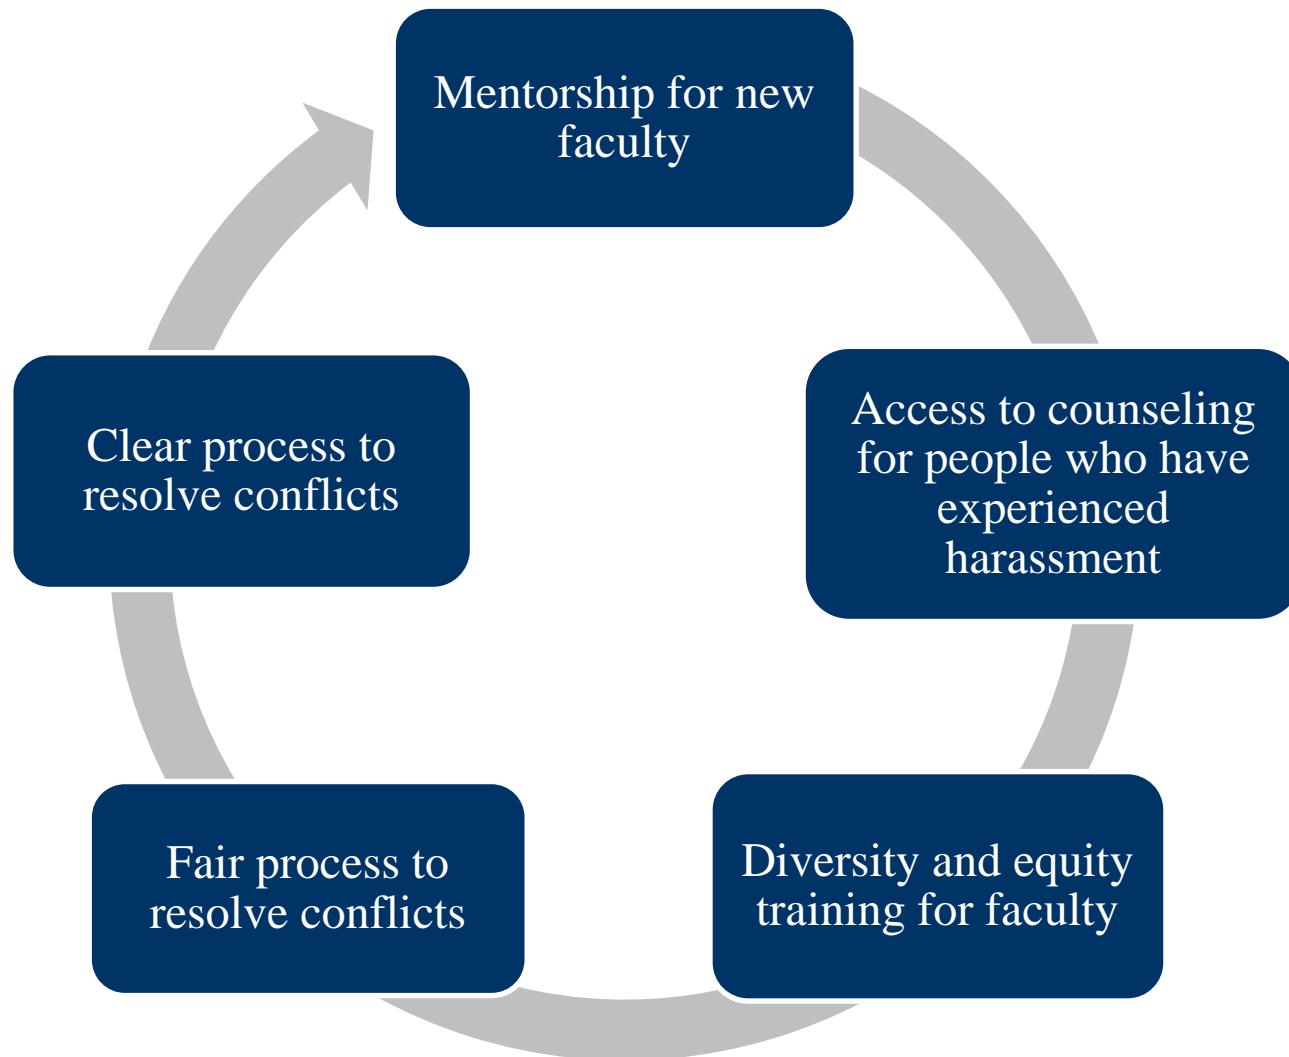 Mentorship for new
faculty
Access to counseling
for people who have
experienced
harassment
Diversity and equity
training for faculty
Fair process to
resolve conflicts
Clear process to
resolve conflicts